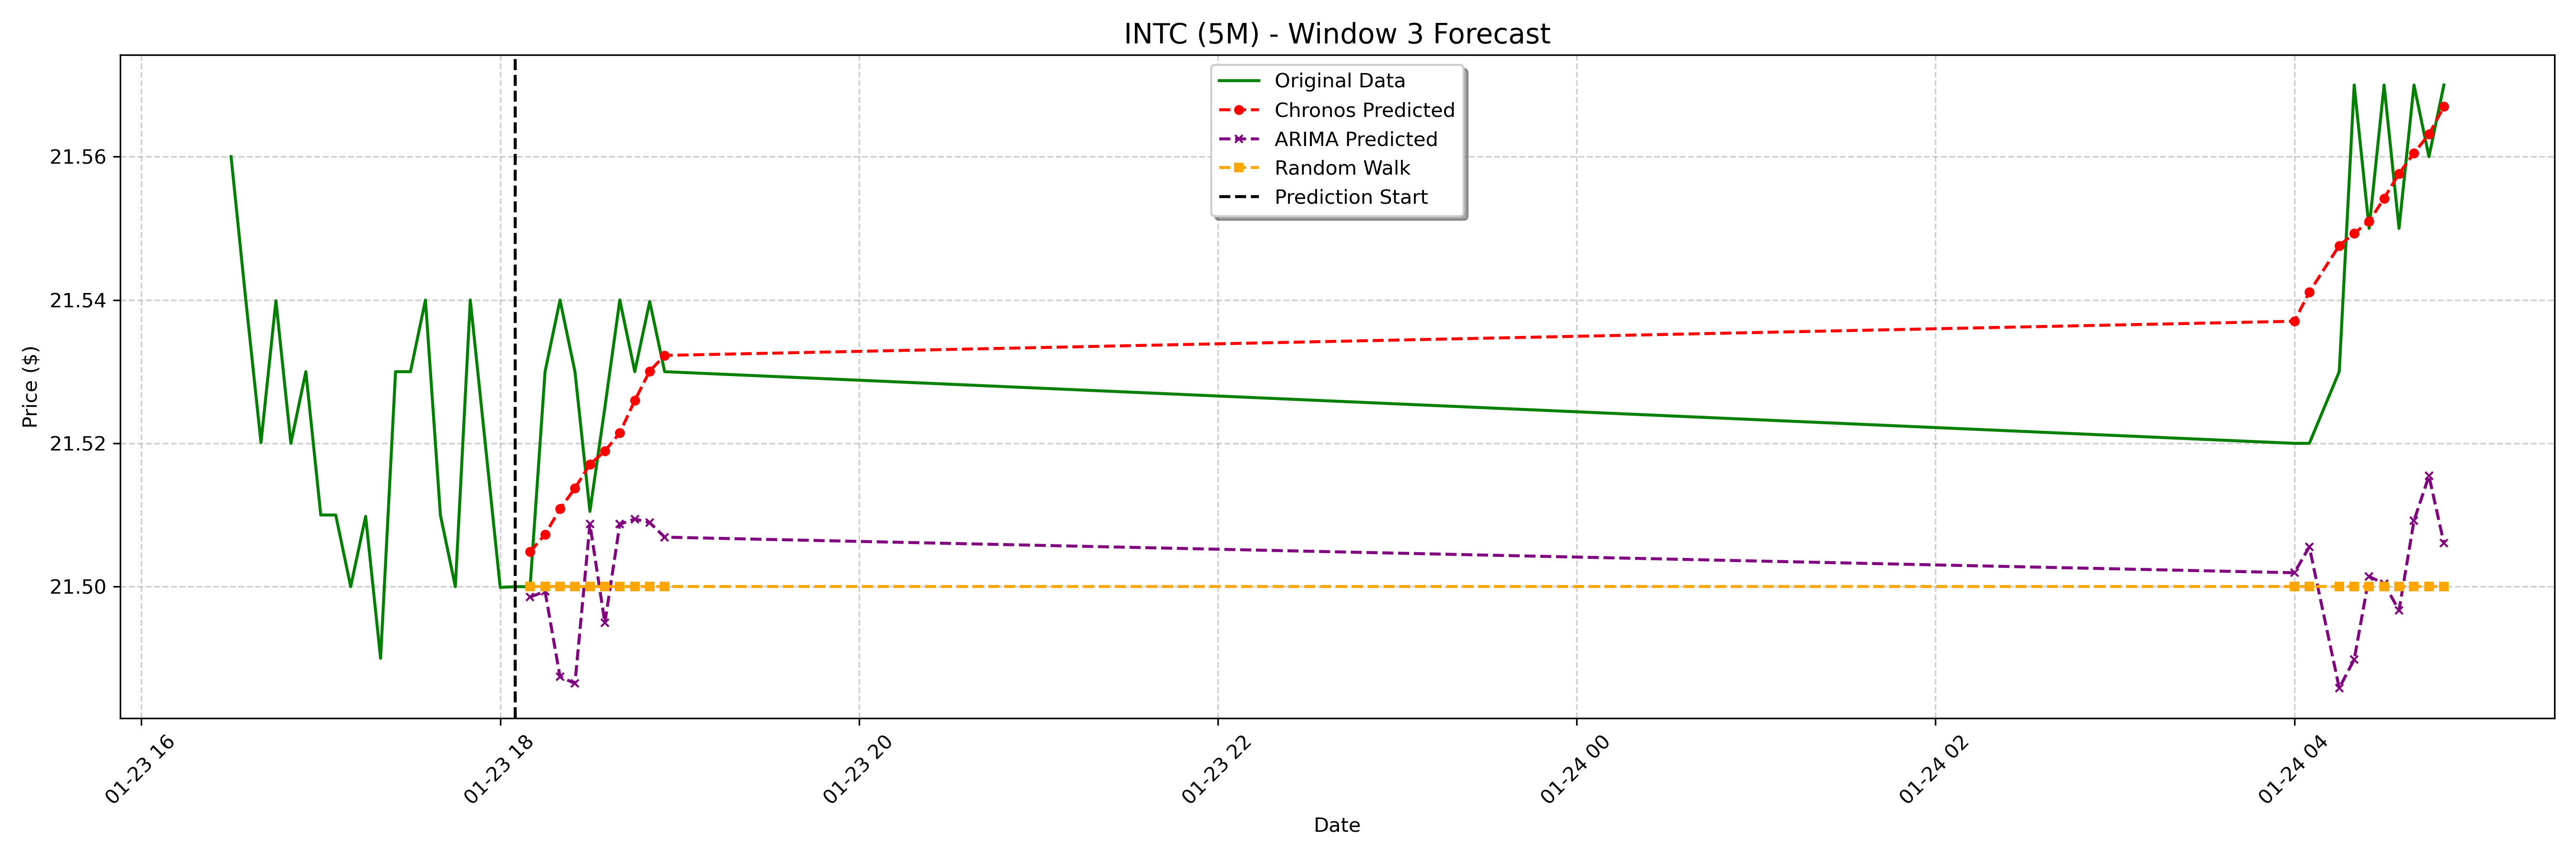 INTC (5M) - Window 3 Forecast
Original Data
Chronos Predicted
ARIMA Predicted
Random Walk
Prediction Start
Price ($)
21.56
21.54
21.52
21.50
01-23 16
01-23 18
01-23 20
01-23 22
01-24 00
01-24 02
01-24 04
Date